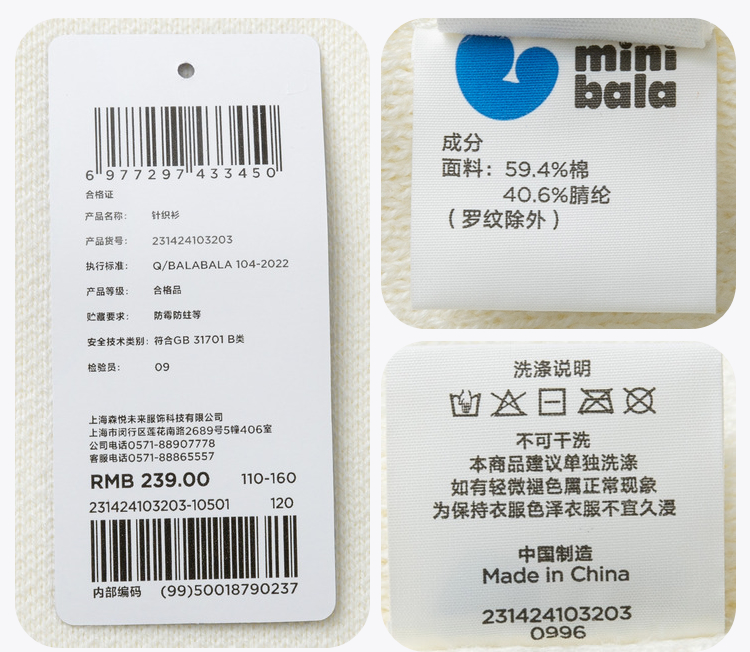 6 977297 433450
合格证
产品名称： 针织衫
产品货号： 231424103203
执行标准： Q/BALABALA 104-2022
产品等级： 合格品
贮藏要求： 防霉防蛀等
安全技术类别：符合GB 31701 B类
检验员： 09
上海森悦未来服饰科技有限公司
上海市闵行区莲花南路2689号5幢406室
公司电话0571-88907778
客服电话0571-88865557
RMB 239.00 110-160
231424103203-10501 120
内部编码 (99)50018790237
mini
bala
成分
面料：59.4%棉
40.6%腈纶
（罗纹除外）
洗涤说明
不可干洗
本商品建议单独洗涤
如有轻微褪色属正常现象
为保持衣服色泽衣服不宜久浸
中国制造
Made in China
231424103203
0996